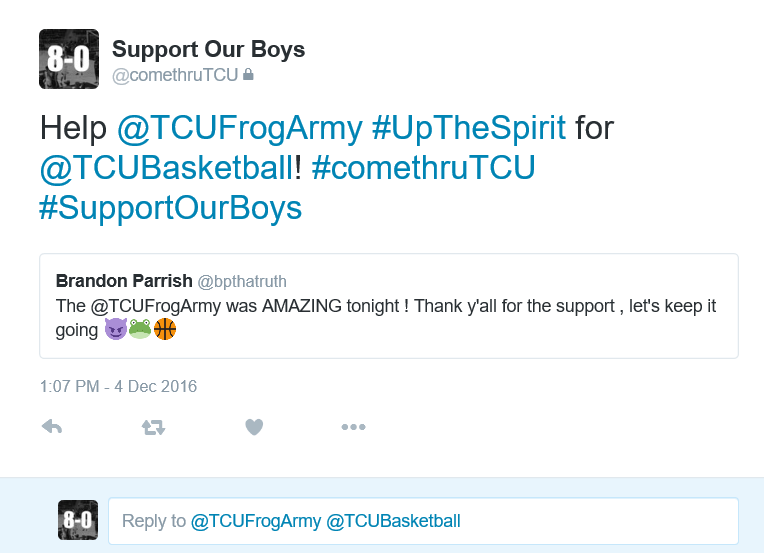 8-0
Support Our Boys
@comethruTCU
Help @TCUFrogArmy #UpTheSpirit for
@TCUBasketball! #comethruTCU
#SupportOurBoys
Brandon Parrish @bpthatruth
The @TCUFrogArmy was AMAZING tonight ! Thank y'all for the support , let's keep it
going 😈🐸🏀
1:07 PM - 4 Dec 2016
8-0
Reply to @TCUFrogArmy @TCUBasketball